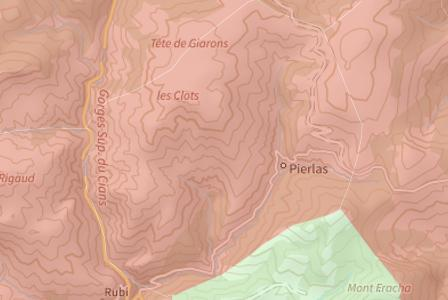 Tête de Giarons
les Clots
Gorges Sup. du Cians
Pierlas
Rigaud
Mont Eracha
Rubi